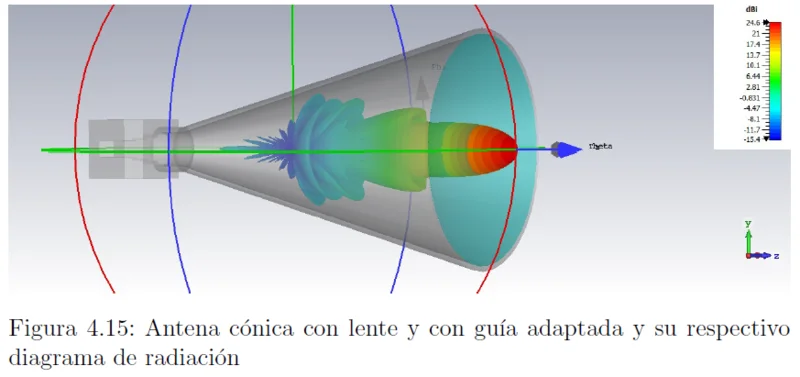 dBi
24.6
21
17.4
13.7
10.1
6.44
2.81
-0.831
-4.47
-8.1
-11.7
-15.4
Theta
y
z
Figura 4.15: Antena cónica con lente y con guía adaptada y su respectivo
diagrama de radiación